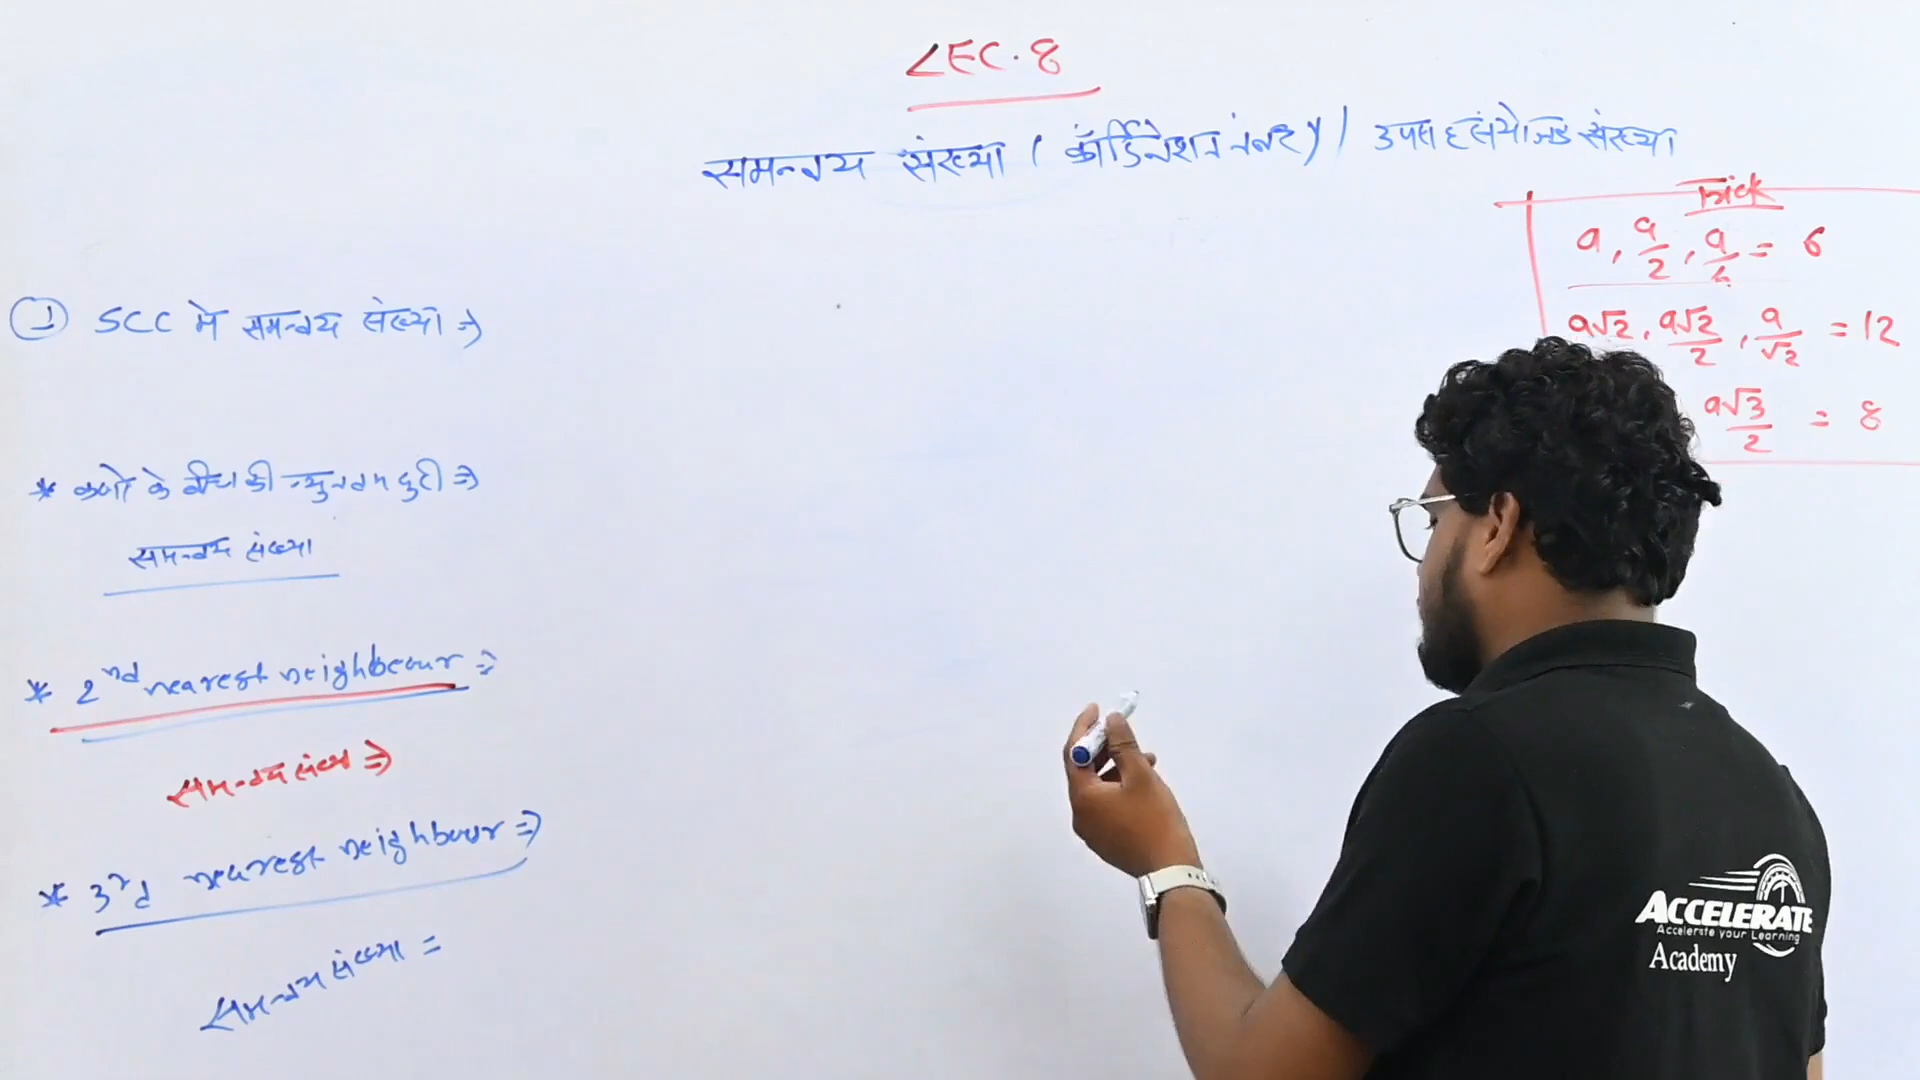 LEC.8
समन्वय संख्या (कॉर्डिनेशन नंबर) / उपसहसंयोजक संख्या
Trick
a, a/2, a/4 = 6
a√2, a√2/2, a/√2 = 12
a√3/2 = 8
① SCC मे समन्वय संख्या ⇒
* कणो के बीच की न्युनतम दुरी ⇒
समन्वय संख्या
* 2nd nearest neighbour ⇒
समन्वय संख्या ⇒
* 3rd nearest neighbour ⇒
समन्वय संख्या =
ACCELERATE
Accelerate your Learning
Academy